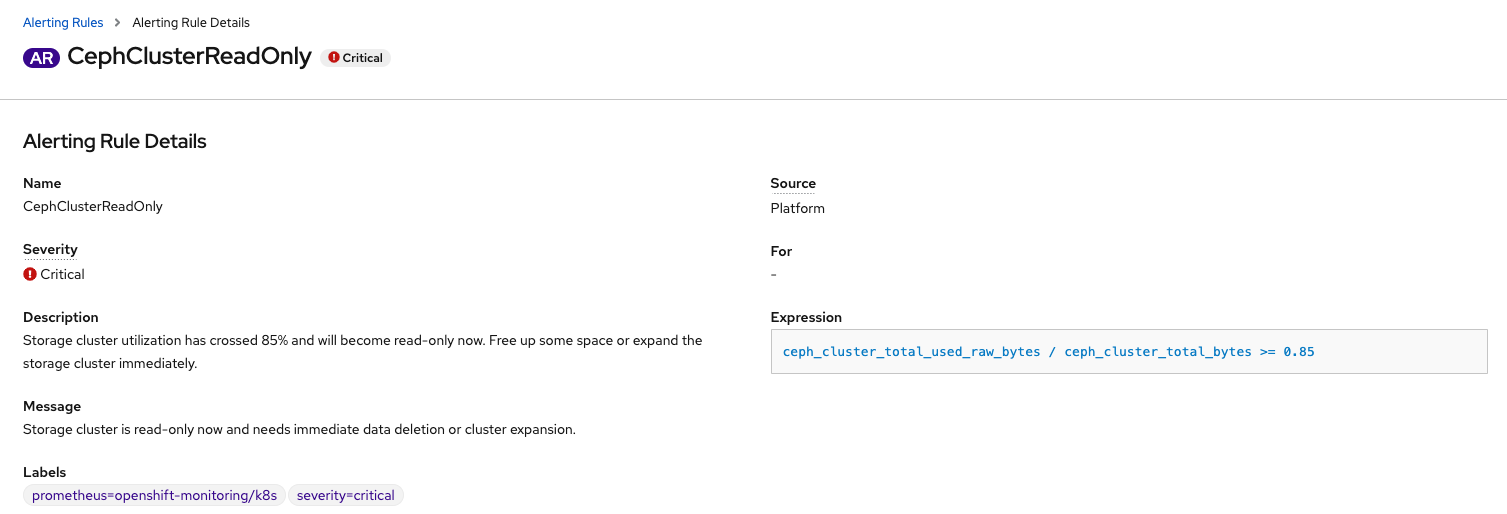 Alerting Rules > Alerting Rule Details
AR CephClusterReadOnly Critical
Alerting Rule Details
Name
CephClusterReadOnly
Severity
Critical
Description
Storage cluster utilization has crossed 85% and will become read-only now. Free up some space or expand the
storage cluster immediately.
Message
Storage cluster is read-only now and needs immediate data deletion or cluster expansion.
Labels
prometheus=openshift-monitoring/k8s severity=critical
Source
Platform
For
-
Expression
ceph_cluster_total_used_raw_bytes / ceph_cluster_total_bytes >= 0.85